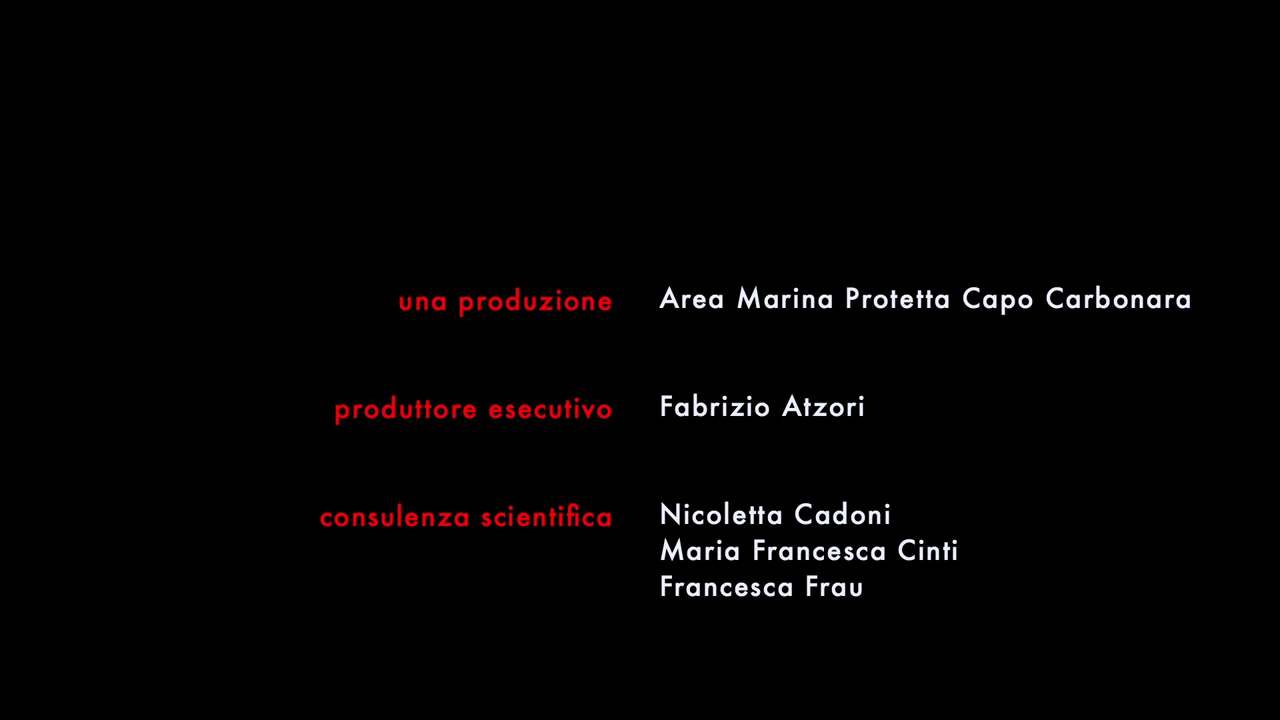 una produzione Area Marina Protetta Capo Carbonara
produttore esecutivo Fabrizio Atzori
consulenza scientifica Nicoletta Cadoni
Maria Francesca Cinti
Francesca Frau